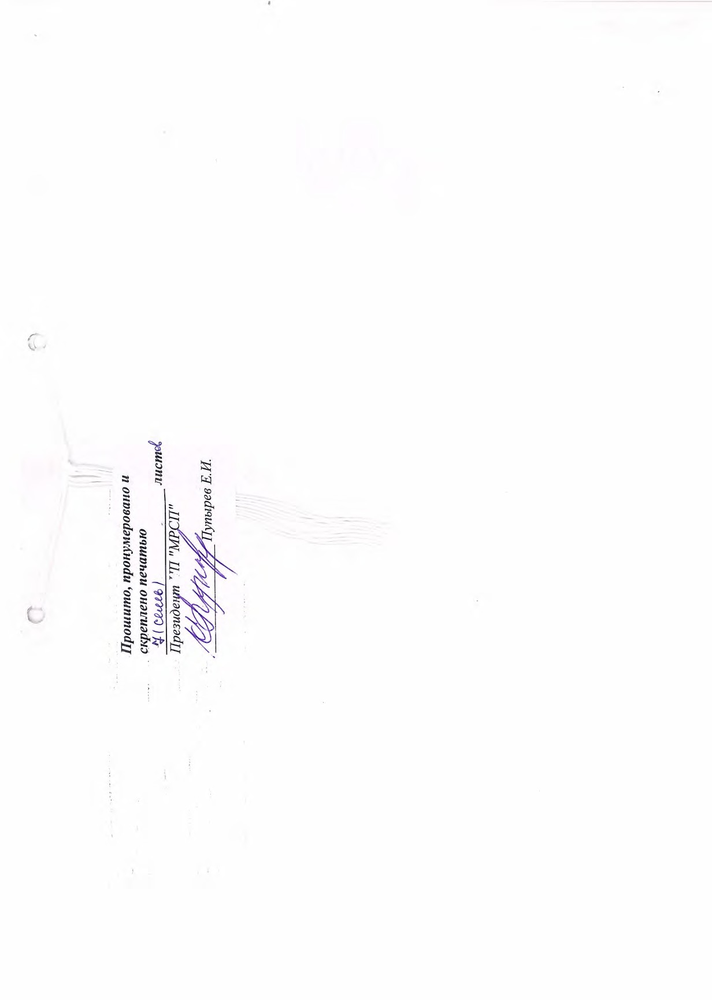 Прошито, пронумеровано и
скреплено печатью
7 (семь) листов
Президент "МРСП"
Пупырев Е.И.